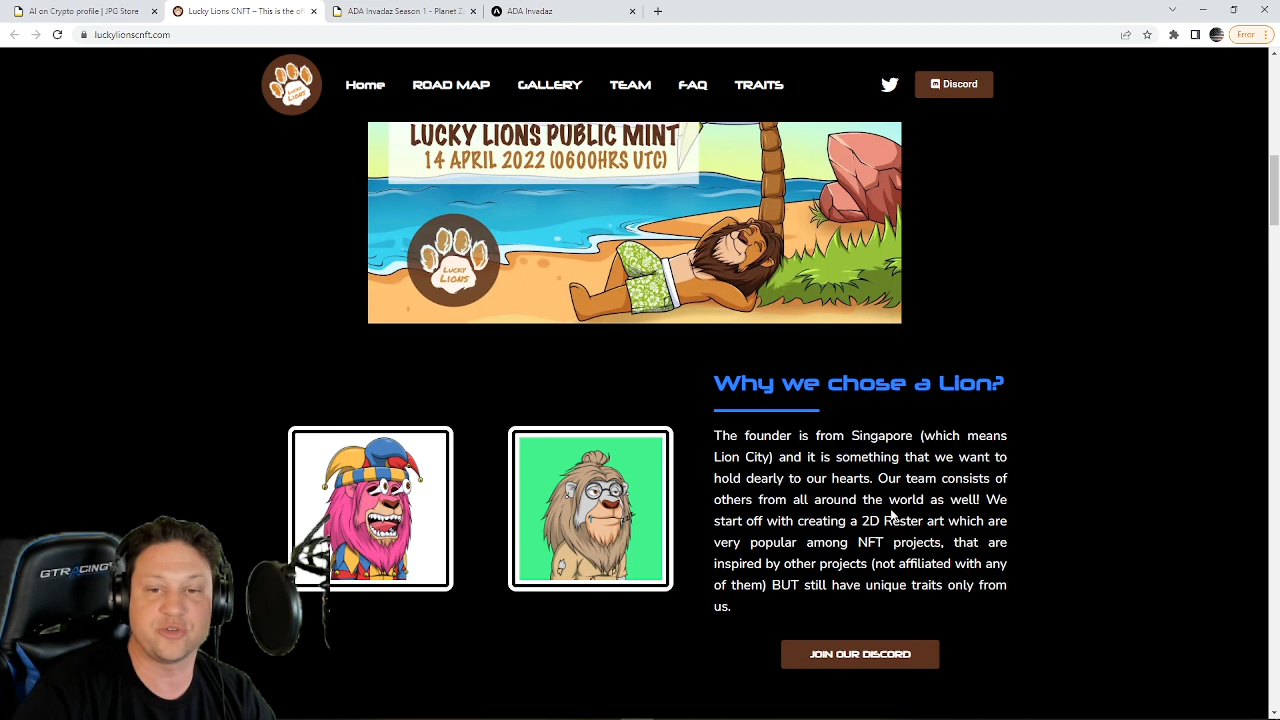 AI on Crypto profile | JPG Store
Lucky Lions CNFT – This is the of
ADA Invadaz Season 1 - Planet Z
ADA Invadaz
luckylionscnft.com
Error
LUCKY LIONS
Home
ROAD MAP
GALLERY
TEAM
FAQ
TRAITS
Discord
LUCKY LIONS PUBLIC MINT
14 APRIL 2022 (0600HRS UTC)
LUCKY
LIONS
Why we chose a Lion?
The founder is from Singapore (which means
Lion City) and it is something that we want to
hold dearly to our hearts. Our team consists of
others from all around the world as well! We
start off with creating a 2D Rester art which are
very popular among NFT projects, that are
inspired by other projects (not affiliated with any
of them) BUT still have unique traits only from
us.
JOIN OUR DISCORD
GTRACING